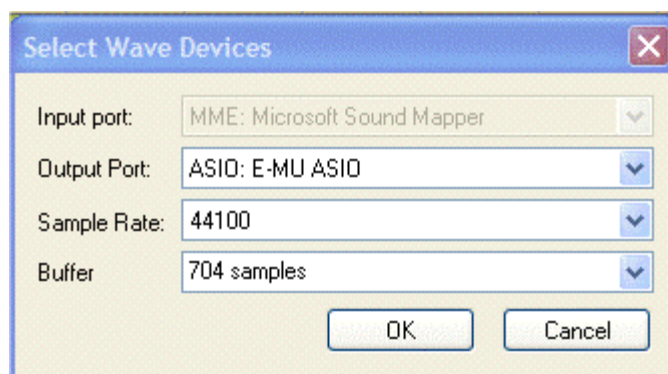 Select Wave Devices
Input port: MME: Microsoft Sound Mapper
Output Port: ASIO: E-MU ASIO
Sample Rate: 44100
Buffer 704 samples
OK Cancel